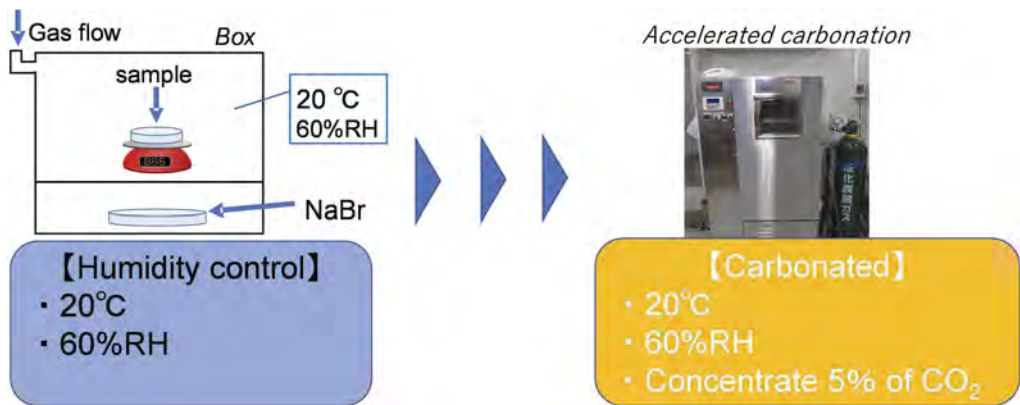 Gas flow
Box
sample
20 ℃
60%RH
NaBr
【Humidity control】
・20℃
・60%RH
Accelerated carbonation
【Carbonated】
・20℃
・60%RH
・Concentrate 5% of CO₂